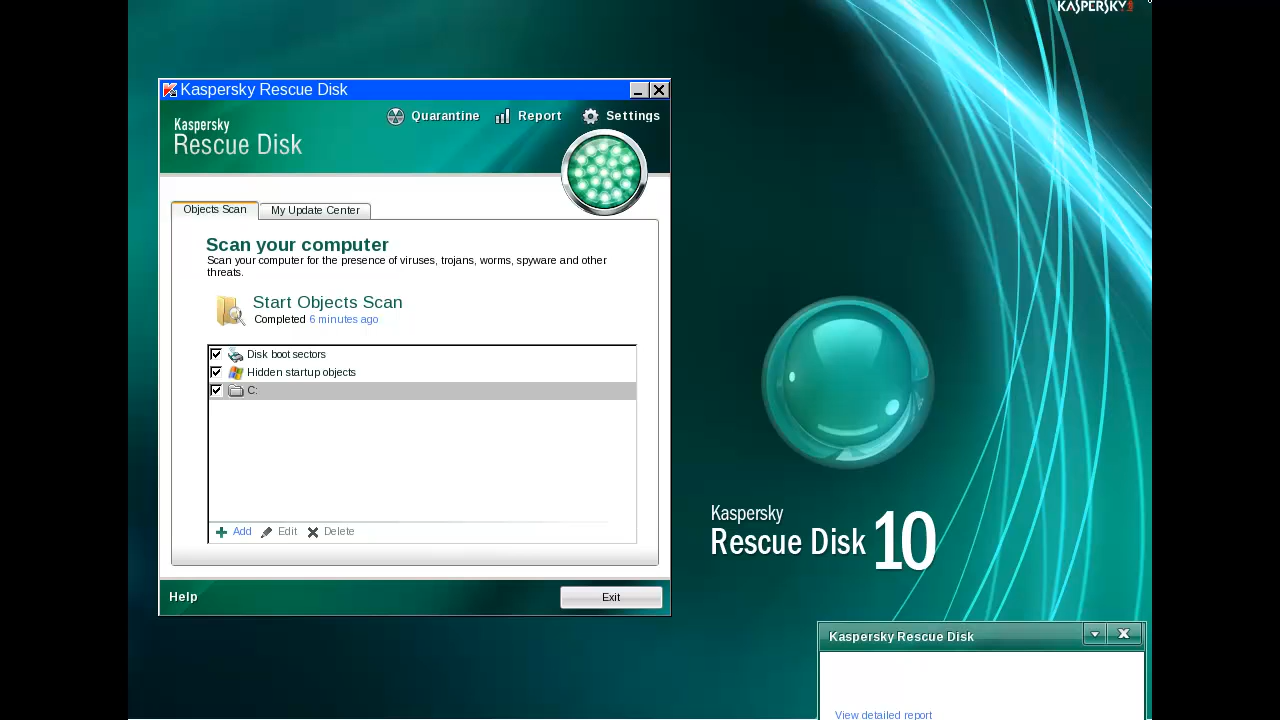 KASPERSKY
Kaspersky Rescue Disk
Quarantine Report Settings
Kaspersky
Rescue Disk
Objects Scan My Update Center
Scan your computer
Scan your computer for the presence of viruses, trojans, worms, spyware and other
threats.
Start Objects Scan
Completed 6 minutes ago
Disk boot sectors
Hidden startup objects
C:
Add Edit Delete
Help
Exit
Kaspersky
Rescue Disk 10
Kaspersky Rescue Disk
View detailed report